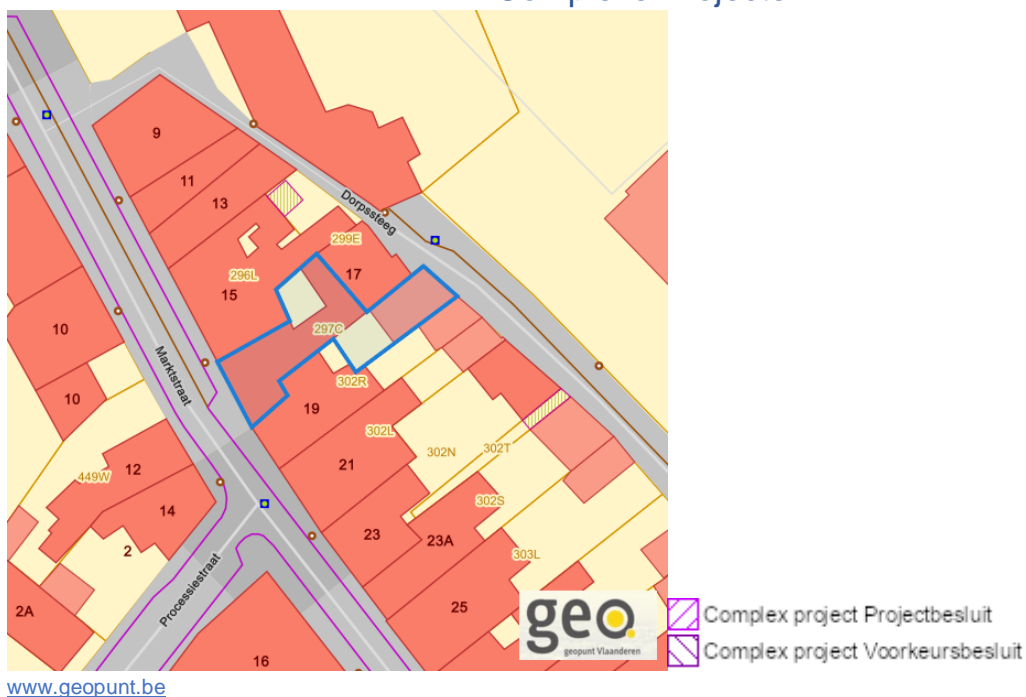 9
11
13
Dorpssteeg
299E
17
296L
15
297C
10
Marktstraat
10
302R
19
302L
21
302N
302T
449W
12
14
302S
23
23A
2
303L
Processiestraat
2A
25
16
geo
geopunt Vlaanderen
Complex project Projectbesluit
Complex project Voorkeursbesluit
www.geopunt.be